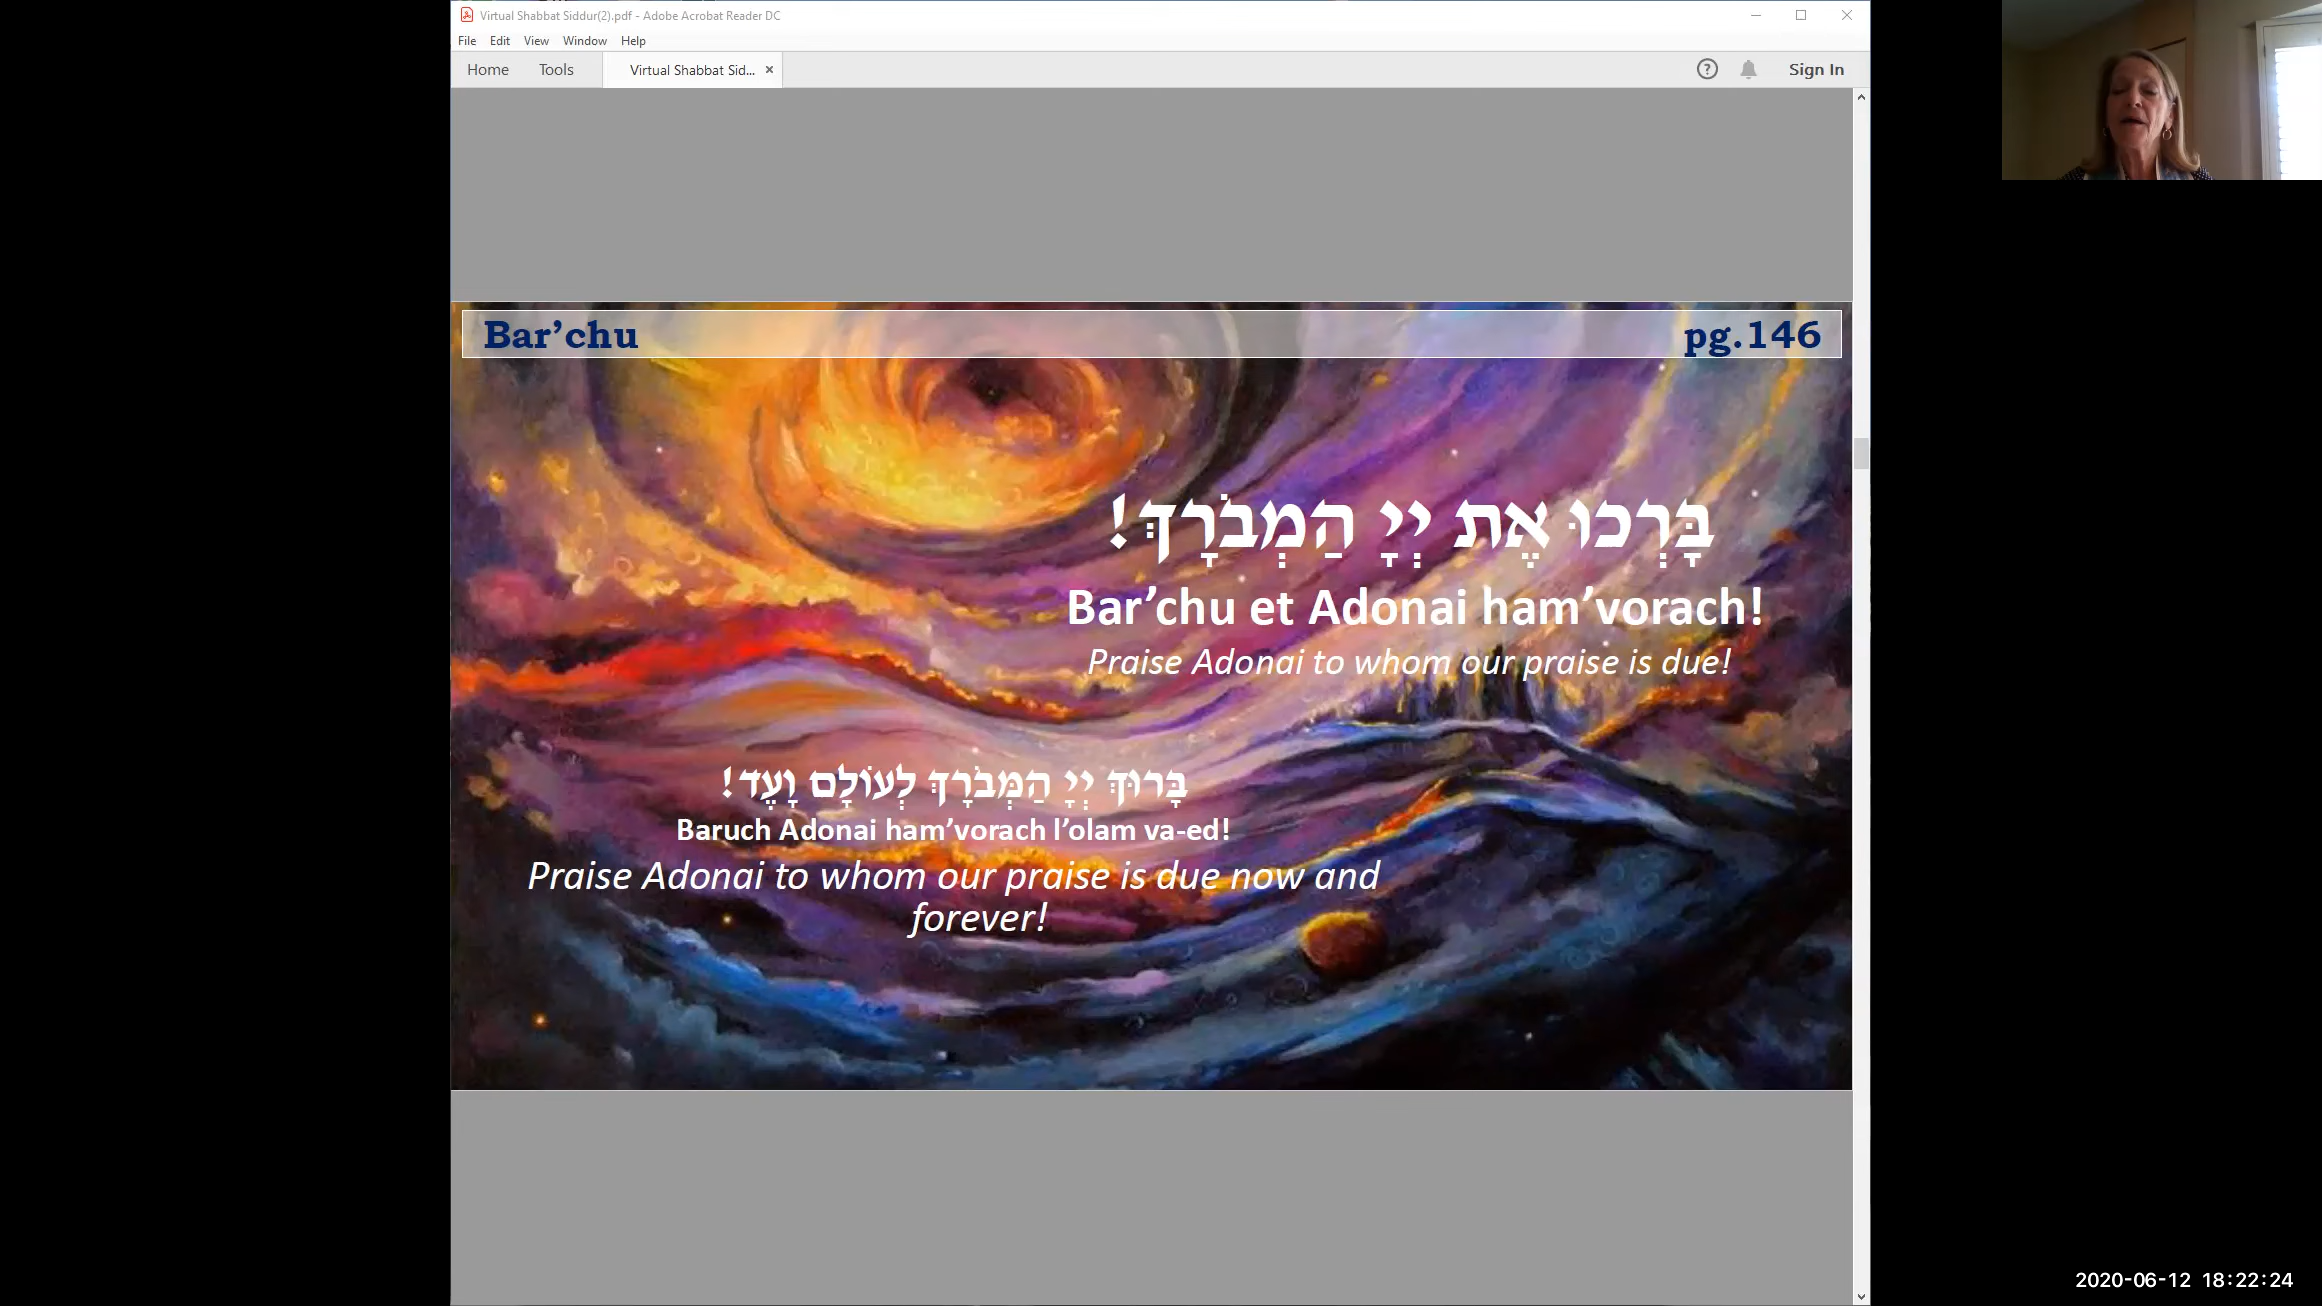 Virtual Shabbat Siddur(2).pdf - Adobe Acrobat Reader DC
File Edit View Window Help
Home Tools Virtual Shabbat Sid... × ? Sign In
Bar’chu pg.146
בָּרְכוּ אֶת יְיָ הַמְבֹרָךְ!
Bar’chu et Adonai ham’vorach!
Praise Adonai to whom our praise is due!
בָּרוּךְ יְיָ הַמְּבֹרָךְ לְעוֹלָם וָעֶד!
Baruch Adonai ham’vorach l’olam va-ed!
Praise Adonai to whom our praise is due now and
forever!
2020-06-12 18:22:24